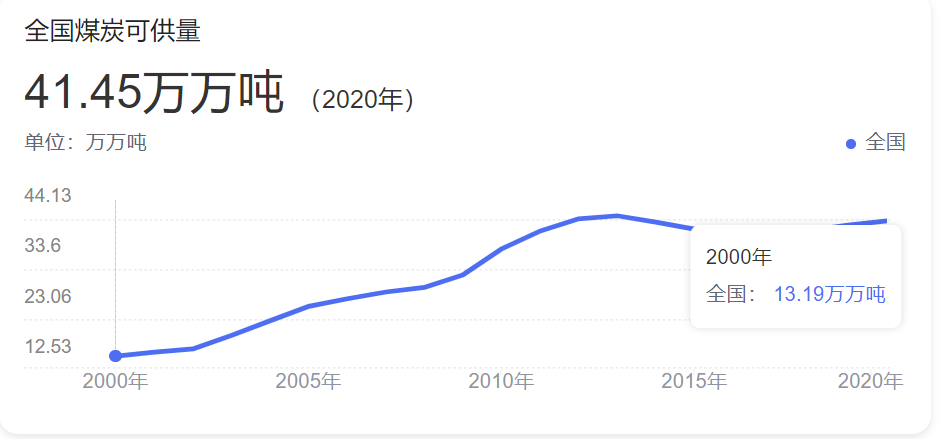 全国煤炭可供量
41.45万万吨 （2020年）
单位：万万吨
全国
44.13
33.6
23.06
12.53
2000年
全国： 13.19万万吨
2000年 2005年 2010年 2015年 2020年